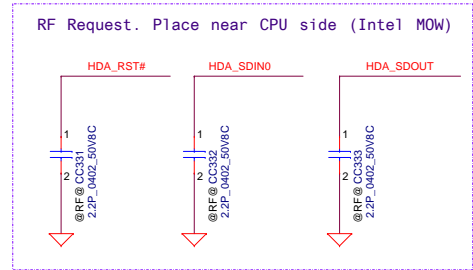 RF Request. Place near CPU side (Intel MOW)
HDA_RST#
HDA_SDIN0
HDA_SDOUT
1
2
@RF@ CC331
2.2P_0402_50V8C
1
2
@RF@ CC332
2.2P_0402_50V8C
1
2
@RF@ CC333
2.2P_0402_50V8C